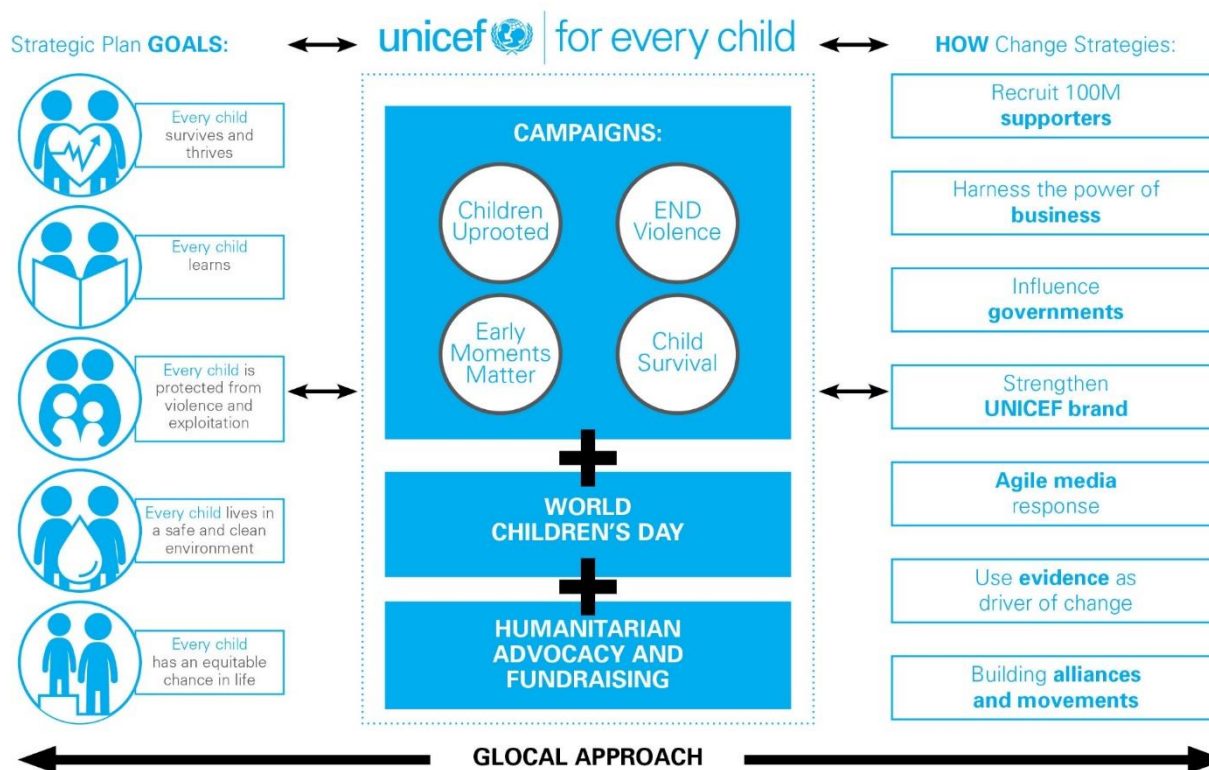 Strategic Plan GOALS:
unicef for every child
HOW Change Strategies:
Every child
survives and
thrives
Every child
learns
Every child is
protected from
violence and
exploitation
Every child lives in
a safe and clean
environment
Every child
has an equitable
chance in life
CAMPAIGNS:
Children
Uprooted
END
Violence
Early
Moments
Matter
Child
Survival
WORLD
CHILDREN’S DAY
HUMANITARIAN
ADVOCACY AND
FUNDRAISING
Recruit 100M
supporters
Harness the power of
business
Influence
governments
Strengthen
UNICEF brand
Agile media
response
Use evidence as
driver of change
Building alliances
and movements
GLOCAL APPROACH